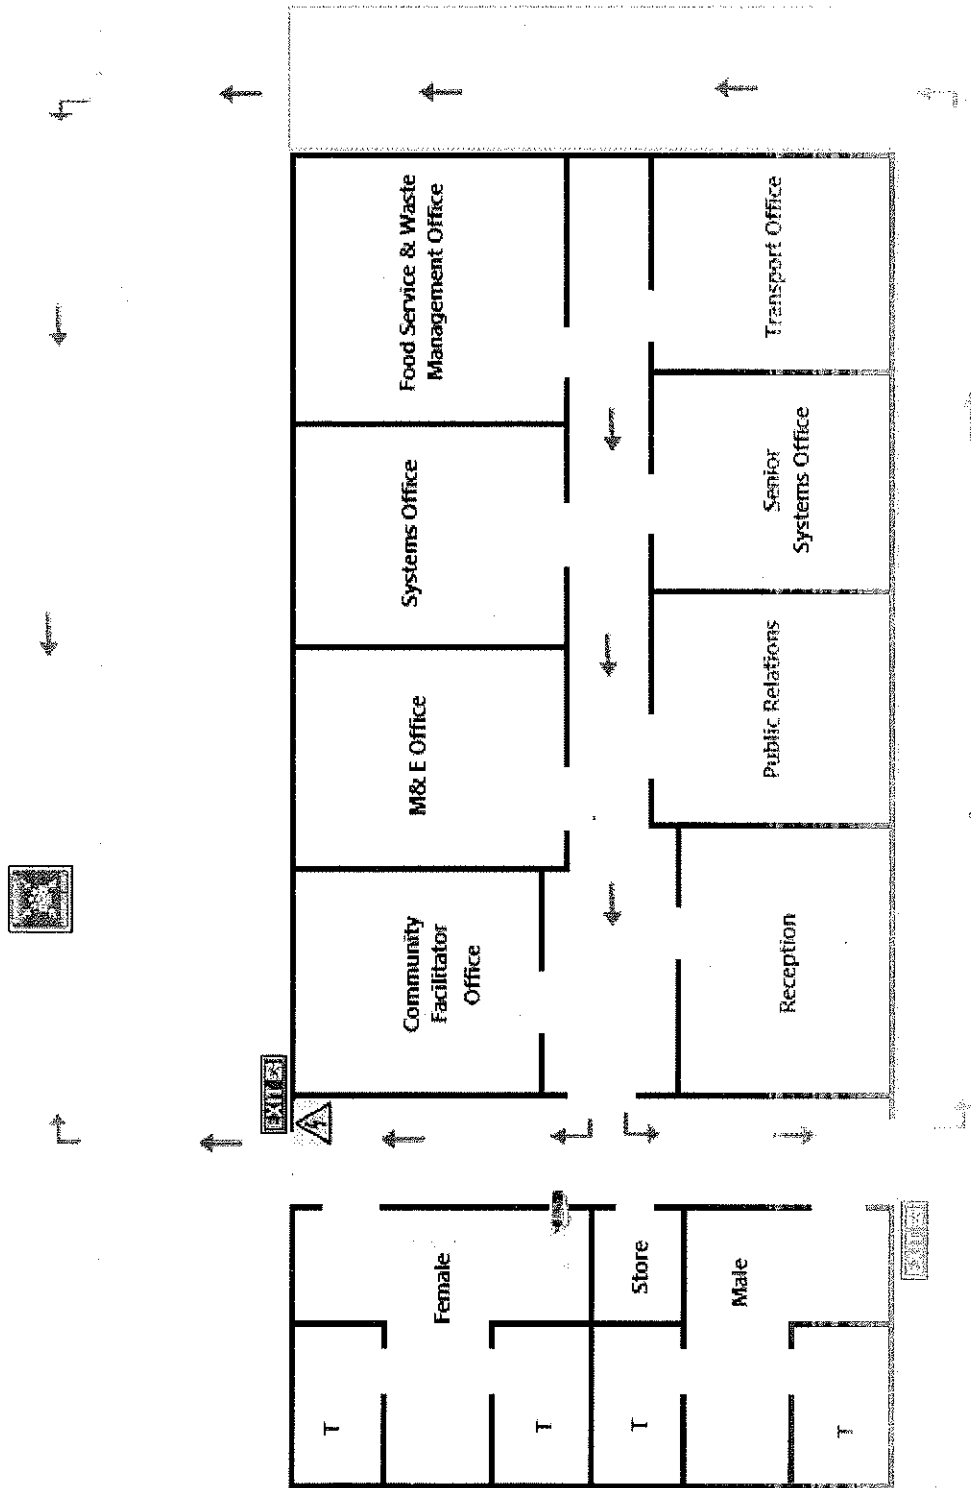 Food Service & Waste
Management Office
Systems Office
M& E Office
Community
Facilitator
Office
Transport Office
Senior
Systems Office
Public Relations
Reception
EXIT
Female
Store
Male
T
T
T
T